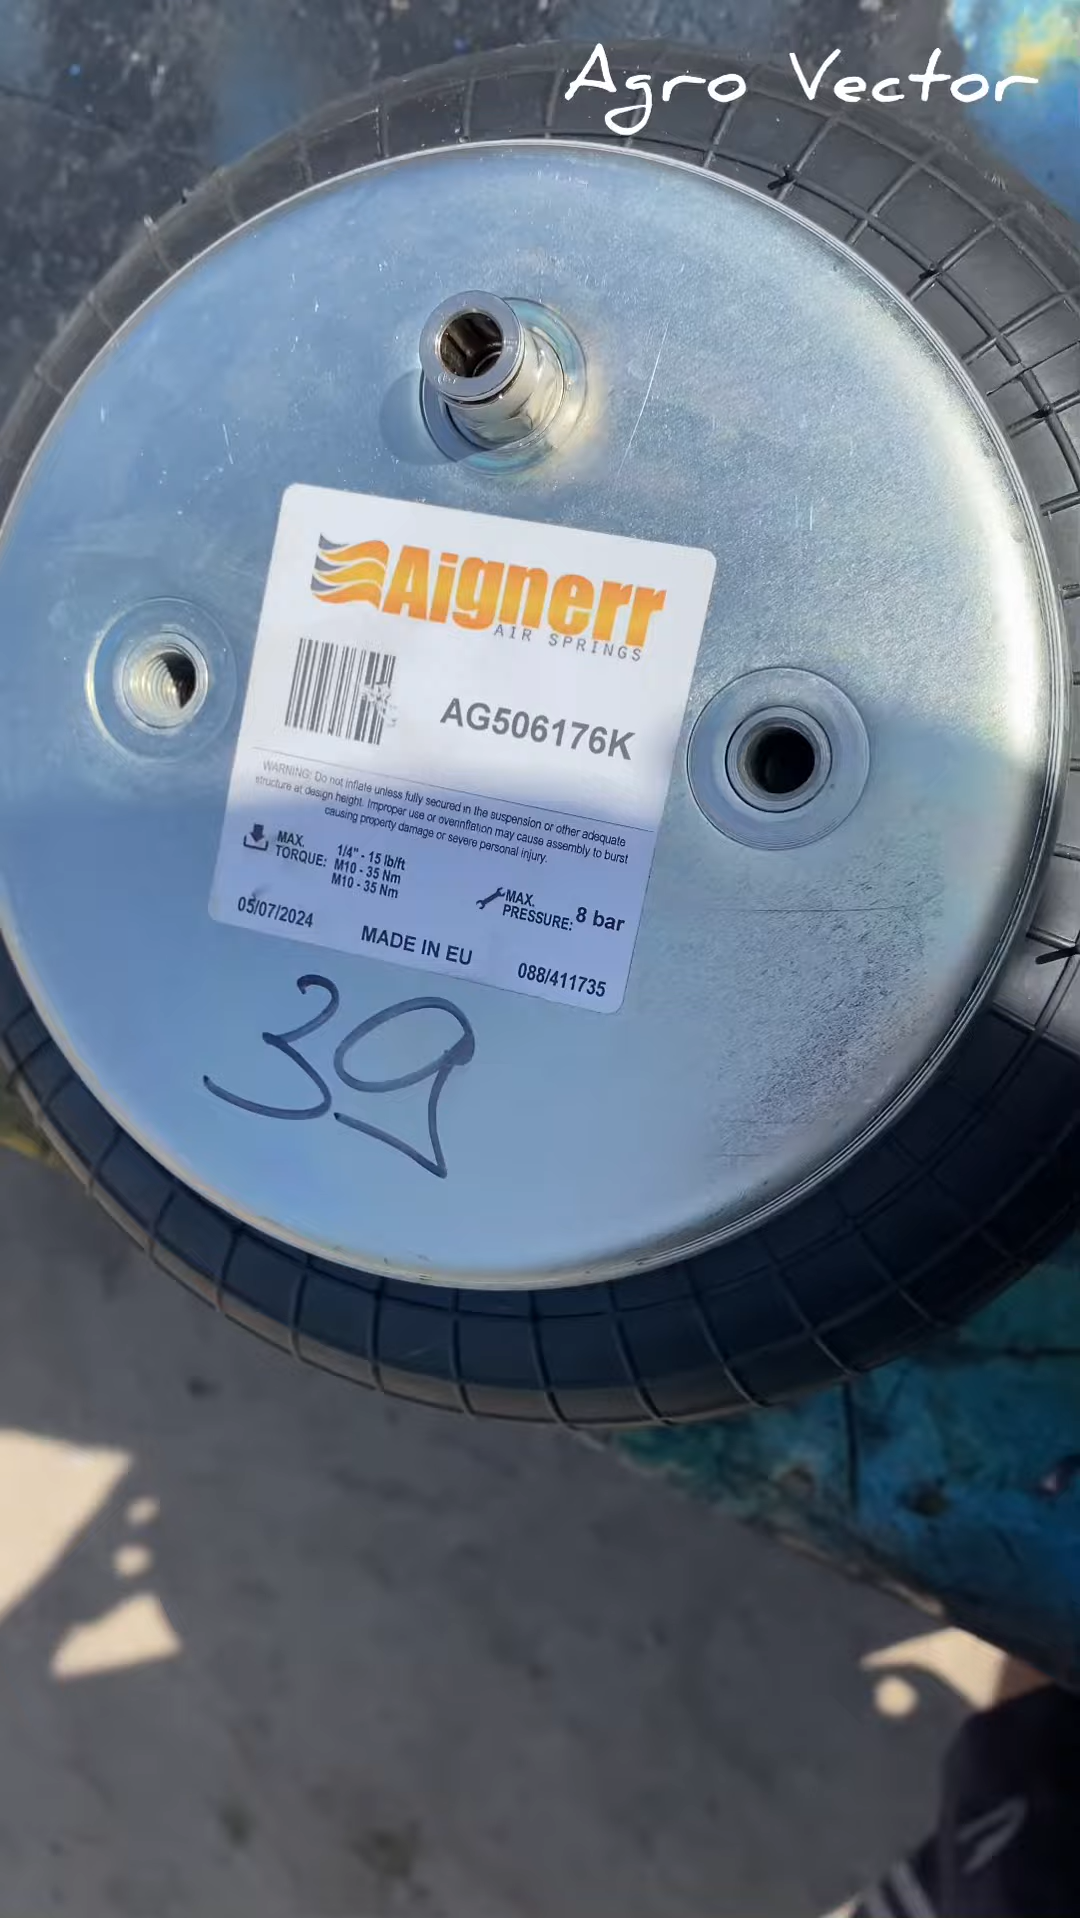 Agro Vector
Aignerr
AIR SPRINGS
AG506176K
WARNING: Do not inflate unless fully secured in the suspension or other adequate
structure at design height. Improper use or overinflation may cause assembly to burst
causing property damage or severe personal injury.
MAX.
TORQUE:
1/4" - 15 lb/ft
M10 - 35 Nm
M10 - 35 Nm
MAX.
PRESSURE: 8 bar
05/07/2024
MADE IN EU
088/411735
39